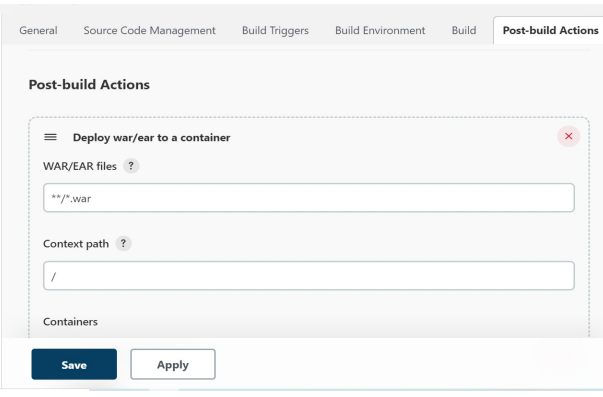 General Source Code Management Build Triggers Build Environment Build Post-build Actions
Post-build Actions
Deploy war/ear to a container
WAR/EAR files ?
**/*.war
Context path ?
/
Containers
Save Apply